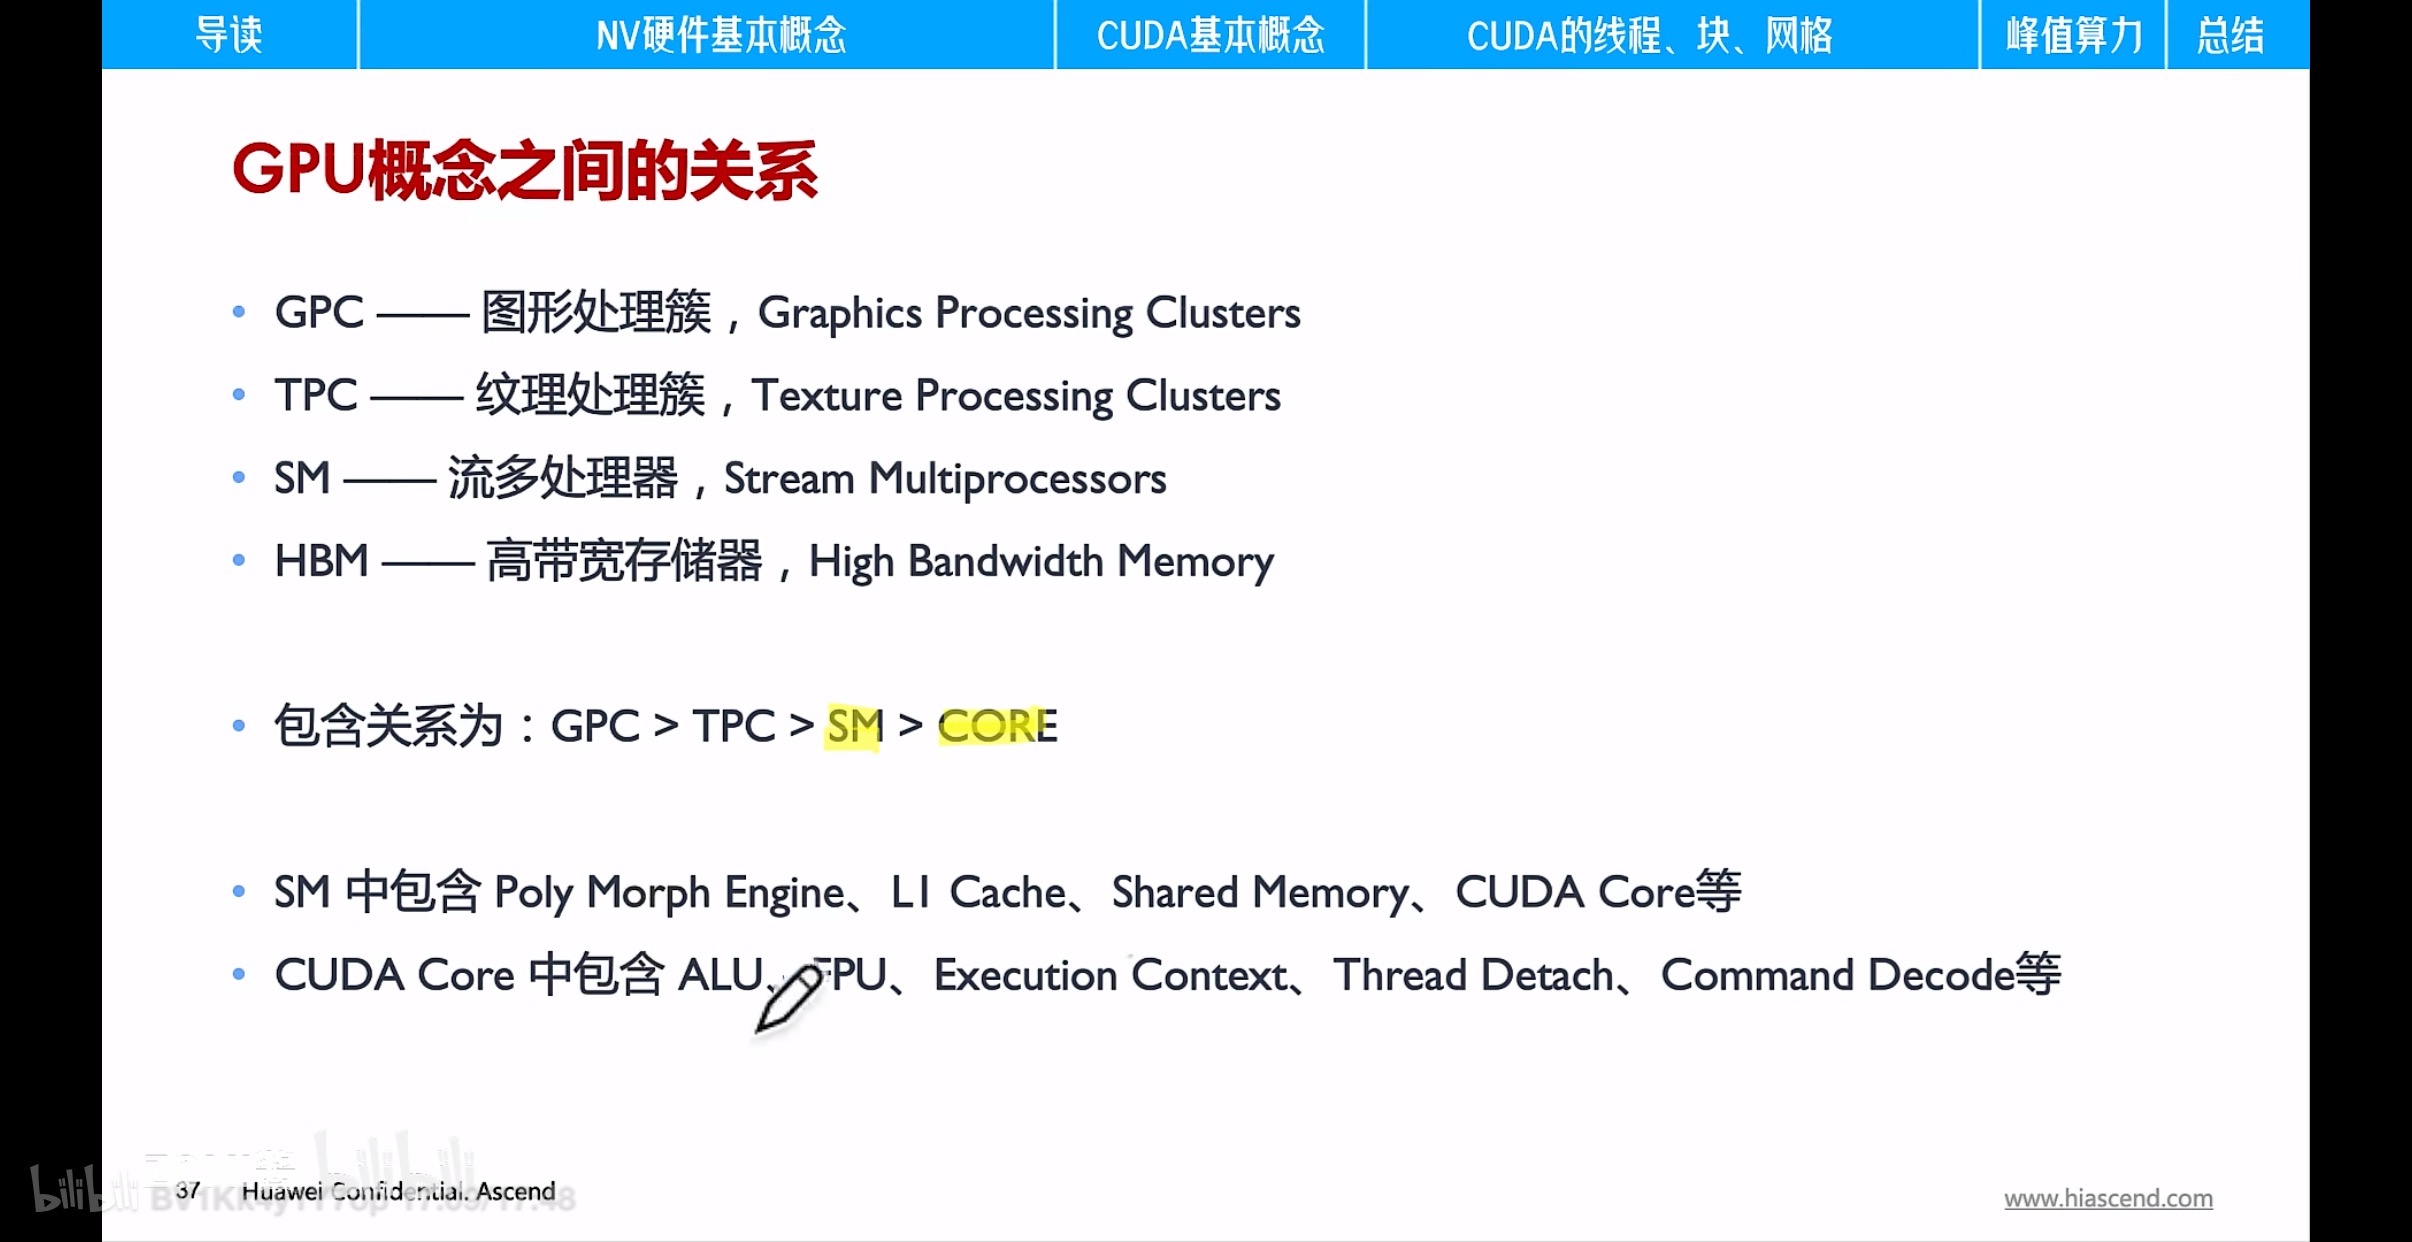 导读 NV硬件基本概念 CUDA基本概念 CUDA的线程、块、网格 峰值算力 总结
GPU概念之间的关系
• GPC —— 图形处理簇，Graphics Processing Clusters
• TPC —— 纹理处理簇，Texture Processing Clusters
• SM —— 流多处理器，Stream Multiprocessors
• HBM —— 高带宽存储器，High Bandwidth Memory
• 包含关系为：GPC > TPC > SM > CORE
• SM 中包含 Poly Morph Engine、L1 Cache、Shared Memory、CUDA Core等
• CUDA Core 中包含 ALU、FPU、Execution Context、Thread Detach、Command Decode等
bilibili
37 Huawei Confidential. Ascend
www.hiascend.com